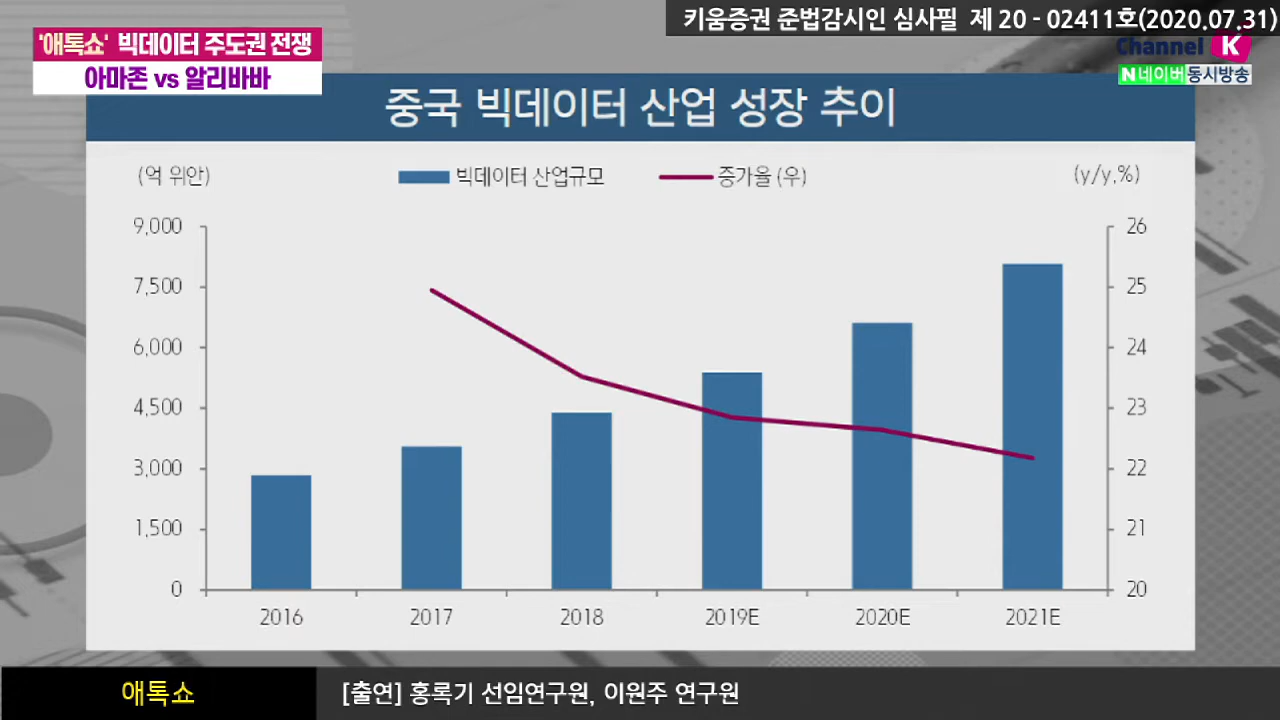 키움증권 준법감시인 심사필 제 20 - 02411호(2020.07.31)
'애톡쇼' 빅데이터 주도권 전쟁
아마존 vs 알리바바
Channel K
N 네이버 동시방송
중국 빅데이터 산업 성장 추이
(억 위안) 빅데이터 산업규모 증가율 (우) (y/y,%)
9,000 26
7,500 25
6,000 24
4,500 23
3,000 22
1,500 21
0 20
2016 2017 2018 2019E 2020E 2021E
애톡쇼 [출연] 홍록기 선임연구원, 이원주 연구원